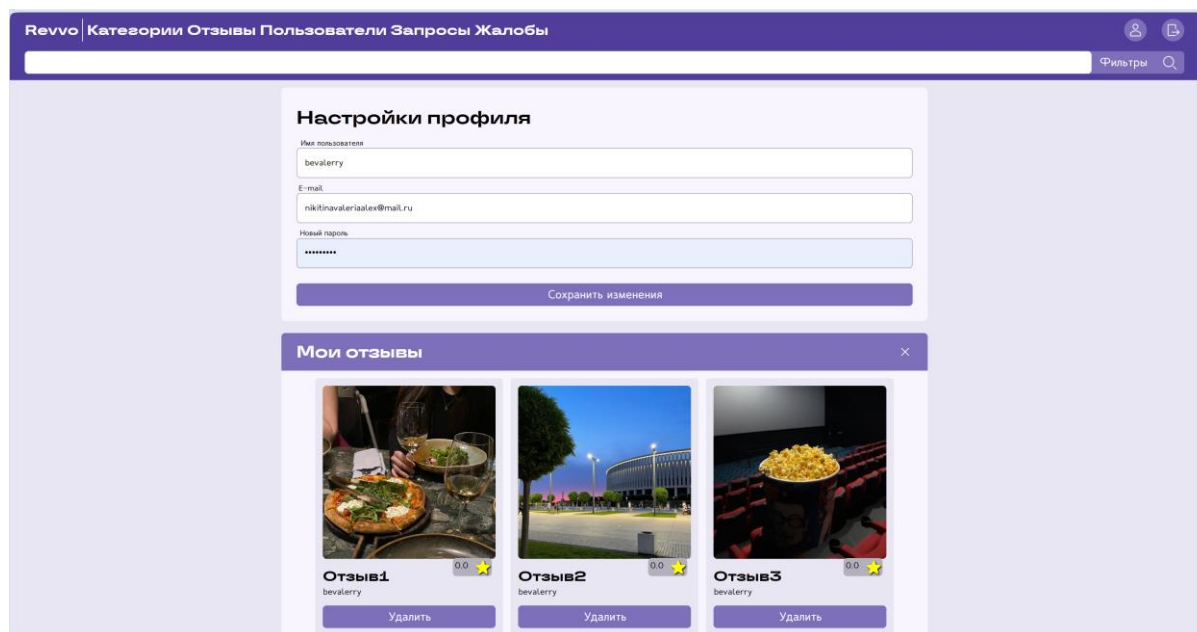 Revvo Категории Отзывы Пользователи Запросы Жалобы
Фильтры
Настройки профиля
Имя пользователя
bevalerry
E-mail
nikitinavaleriaalex@mail.ru
Новый пароль
•••••••••
Сохранить изменения
Мои отзывы
0.0
0.0
0.0
Отзыв1
Отзыв2
Отзыв3
bevalerry
bevalerry
bevalerry
Удалить
Удалить
Удалить